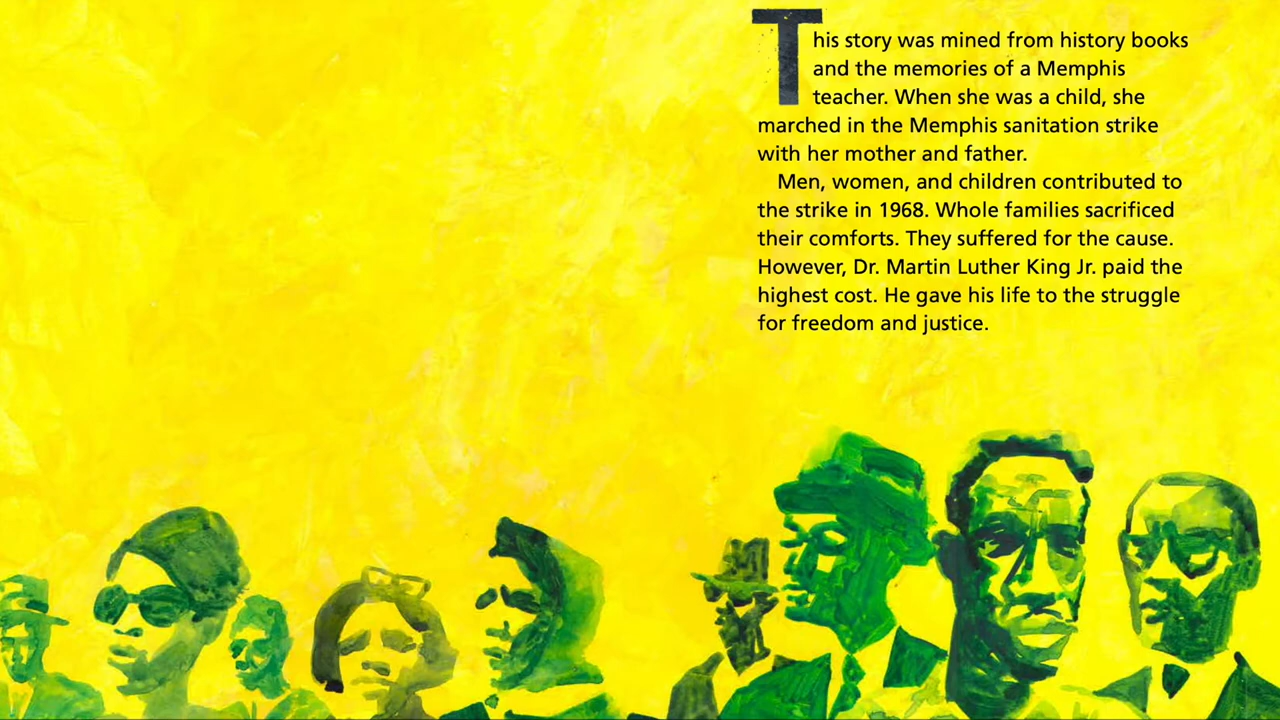 This story was mined from history books
and the memories of a Memphis
teacher. When she was a child, she
marched in the Memphis sanitation strike
with her mother and father.
Men, women, and children contributed to
the strike in 1968. Whole families sacrificed
their comforts. They suffered for the cause.
However, Dr. Martin Luther King Jr. paid the
highest cost. He gave his life to the struggle
for freedom and justice.